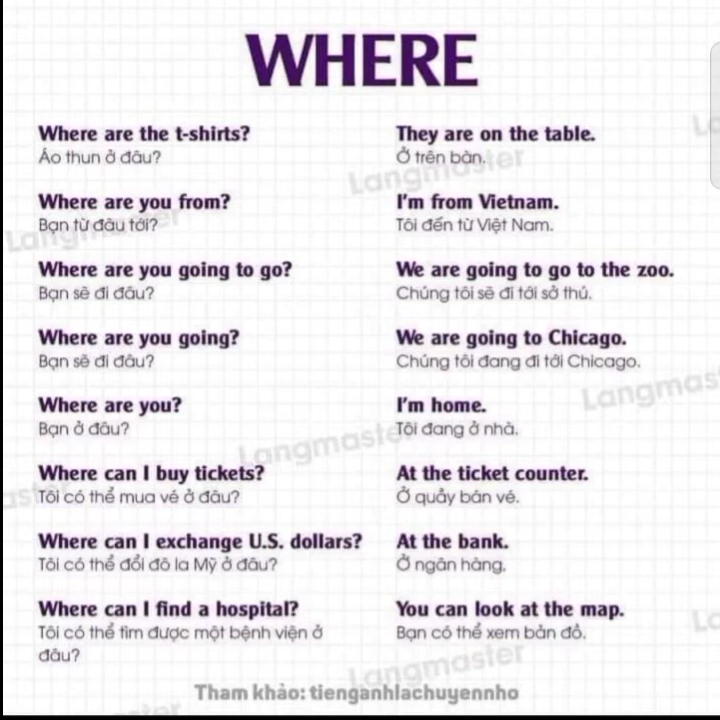 WHERE
Where are the t-shirts?
Áo thun ở đâu?
They are on the table.
Ở trên bàn.
Where are you from?
Bạn từ đâu tới?
I'm from Vietnam.
Tôi đến từ Việt Nam.
Where are you going to go?
Bạn sẽ đi đâu?
We are going to go to the zoo.
Chúng tôi sẽ đi tới sở thú.
Where are you going?
Bạn sẽ đi đâu?
We are going to Chicago.
Chúng tôi đang đi tới Chicago.
Where are you?
Bạn ở đâu?
I'm home.
Tôi đang ở nhà.
Where can I buy tickets?
Tôi có thể mua vé ở đâu?
At the ticket counter.
Ở quầy bán vé.
Where can I exchange U.S. dollars?
Tôi có thể đổi đô la Mỹ ở đâu?
At the bank.
Ở ngân hàng.
Where can I find a hospital?
Tôi có thể tìm được một bệnh viện ở
đâu?
You can look at the map.
Bạn có thể xem bản đồ.
Tham khảo: tienganhlachuyennho
Langmaster
Langmaster
Langmaster
Langmaster